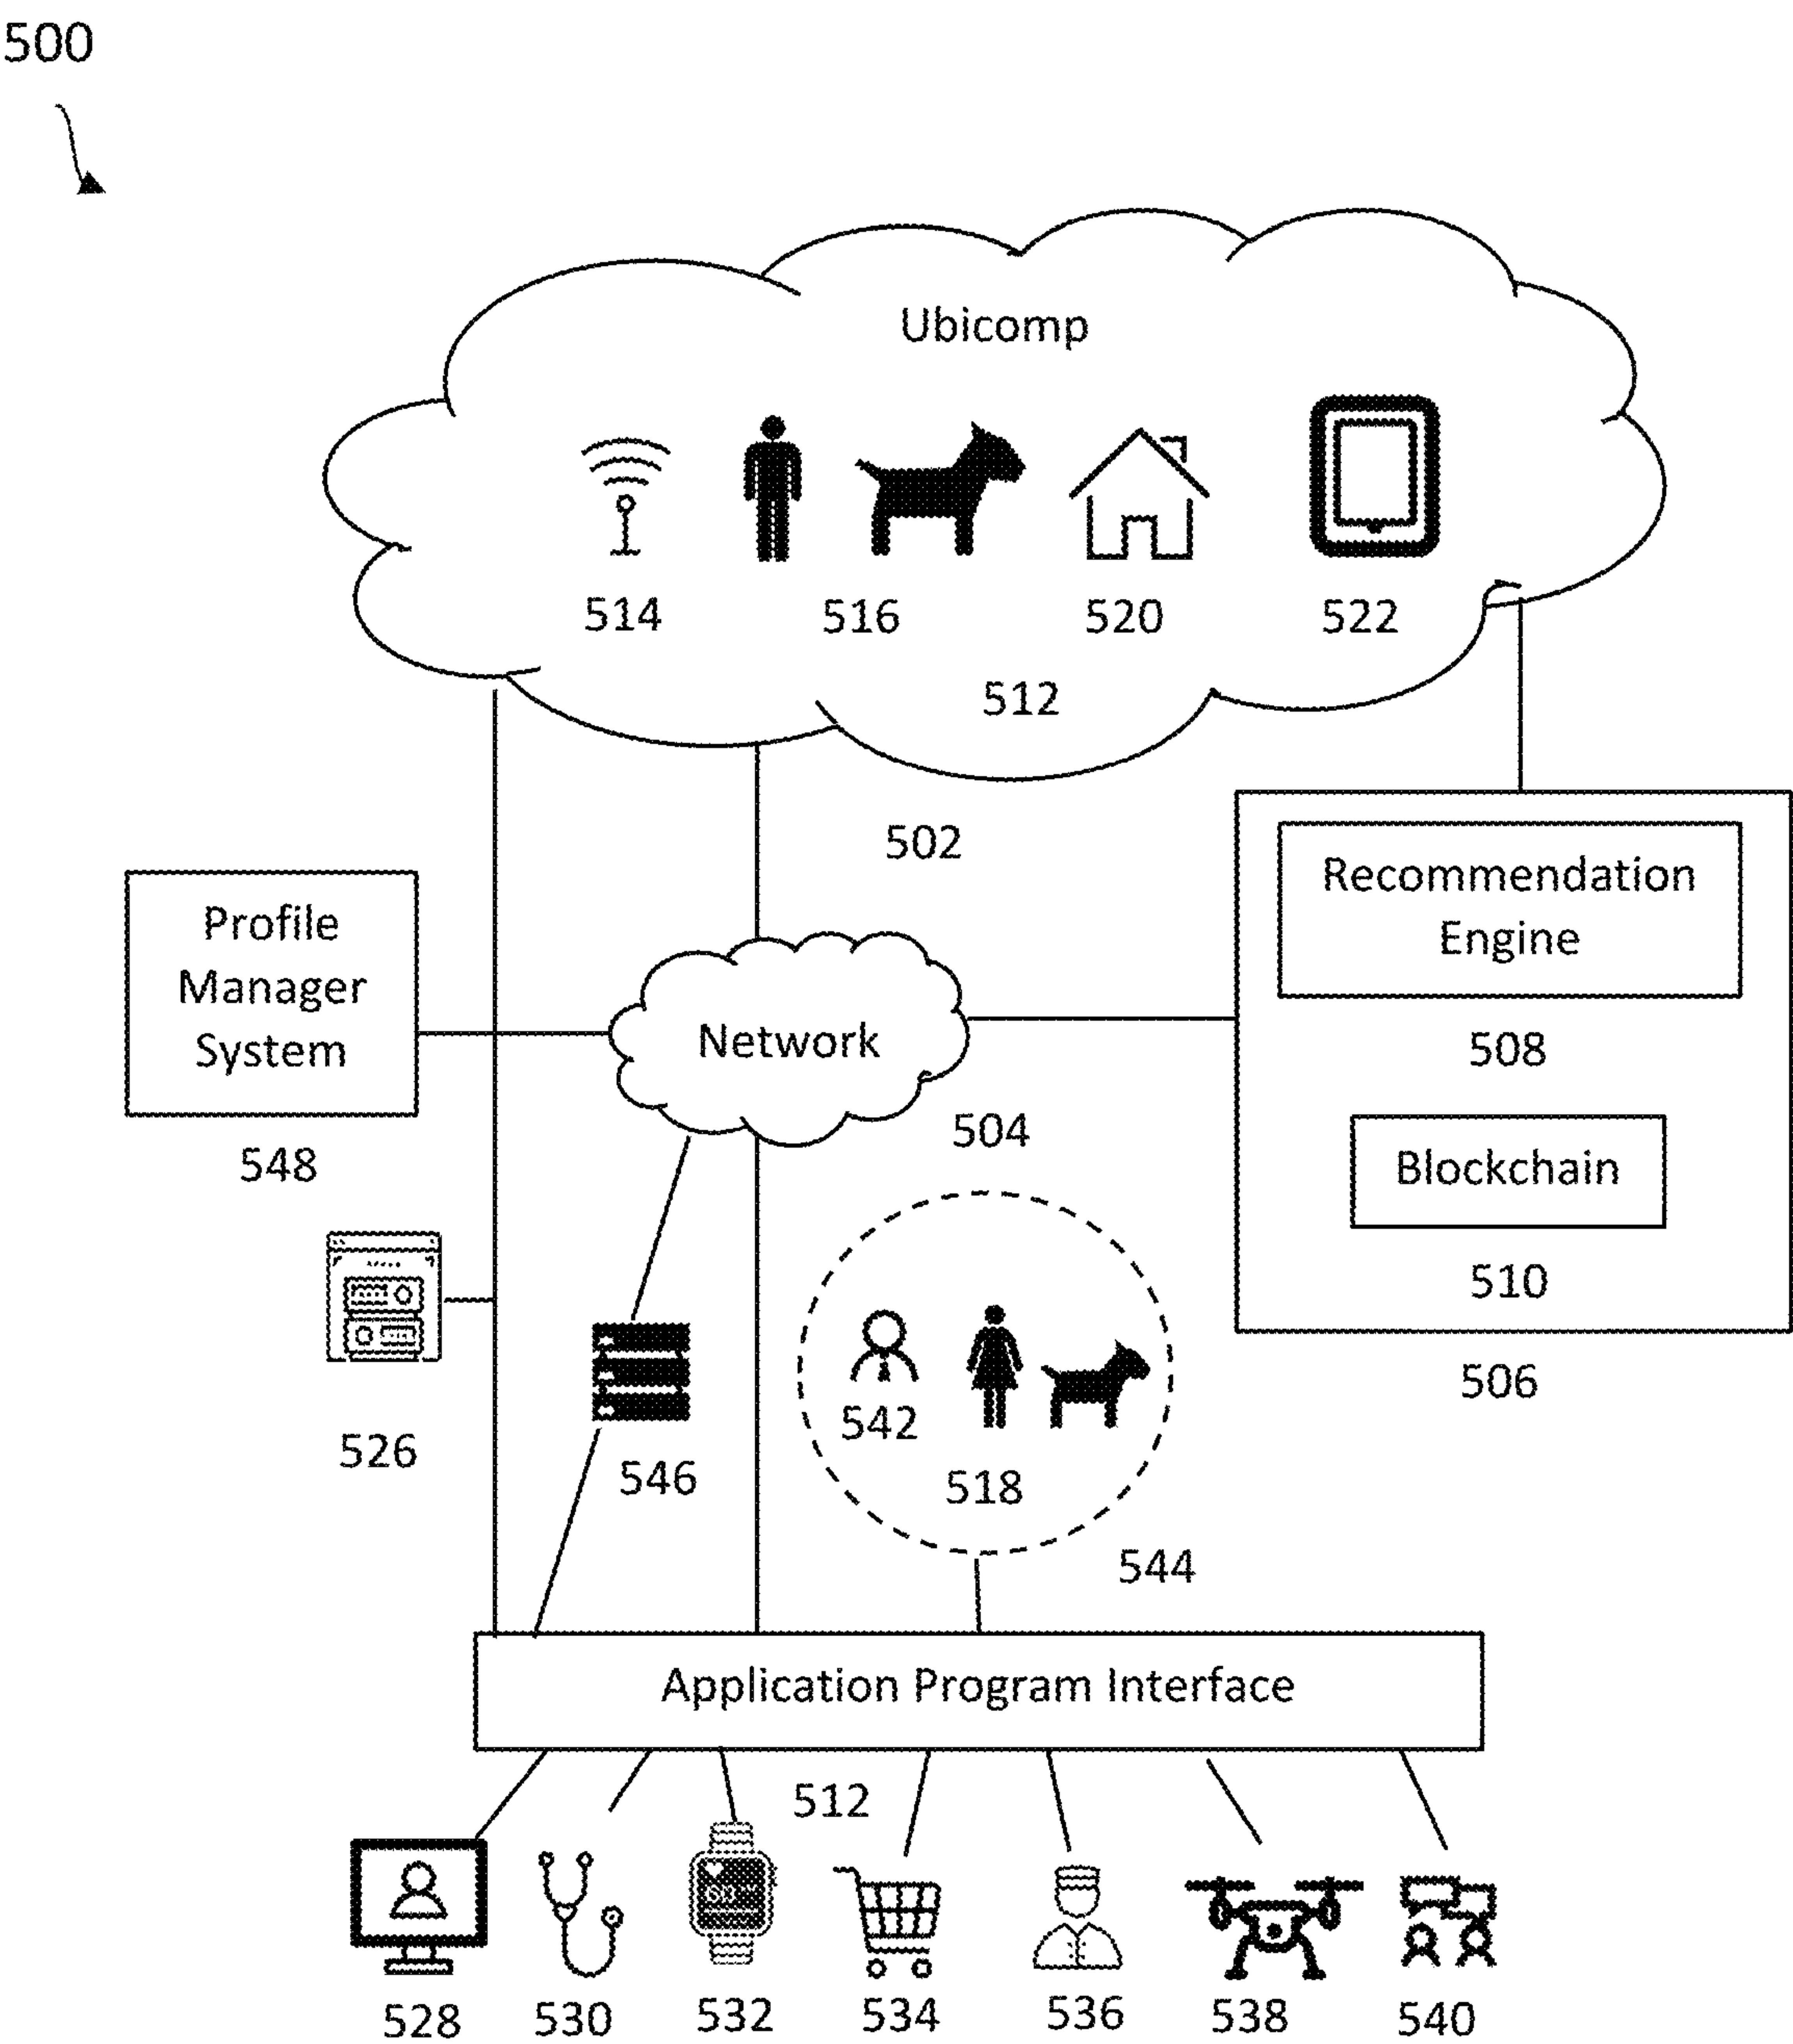 500
Ubicomp
514 516 520 522
512
502
Recommendation
Engine
508
Profile
Manager
System
548
Network
504
Blockchain
510
506
526
546
542
518
544
Application Program Interface
512
528 530 532 534 536 538 540